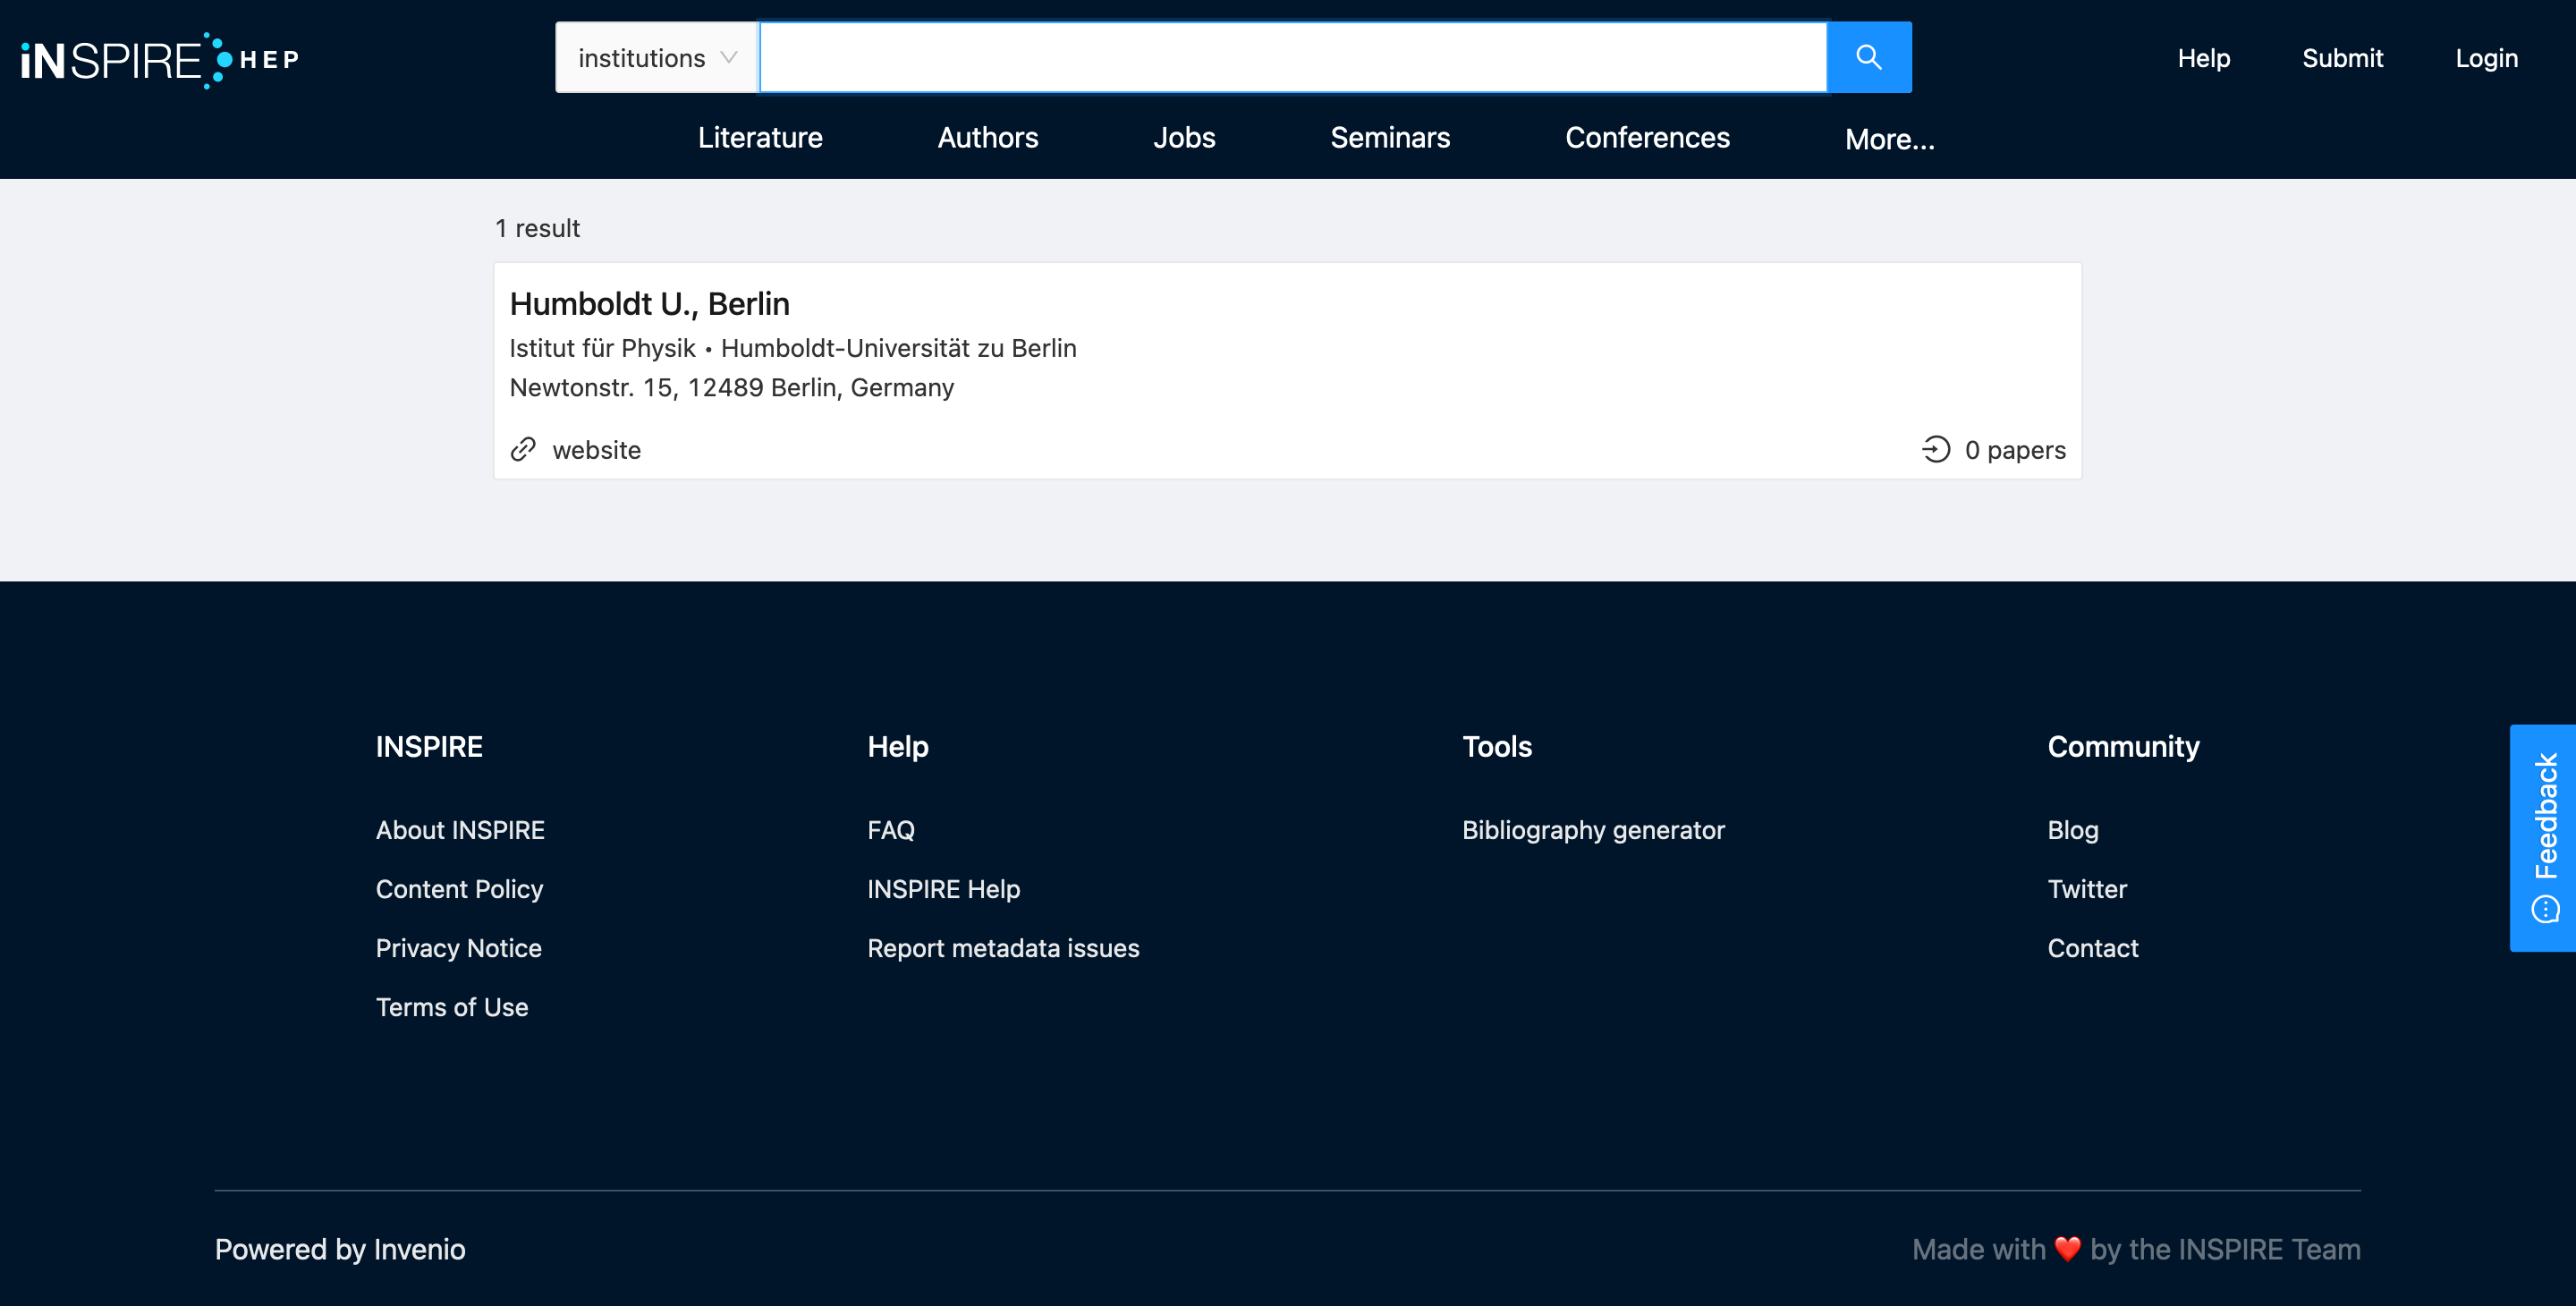 iNSPIRE HEP
institutions
Help
Submit
Login
Literature
Authors
Jobs
Seminars
Conferences
More...
1 result
Humboldt U., Berlin
Istitut für Physik • Humboldt-Universität zu Berlin
Newtonstr. 15, 12489 Berlin, Germany
website
0 papers
INSPIRE
About INSPIRE
Content Policy
Privacy Notice
Terms of Use
Help
FAQ
INSPIRE Help
Report metadata issues
Tools
Bibliography generator
Community
Blog
Twitter
Contact
Feedback
Powered by Invenio
Made with ❤️ by the INSPIRE Team